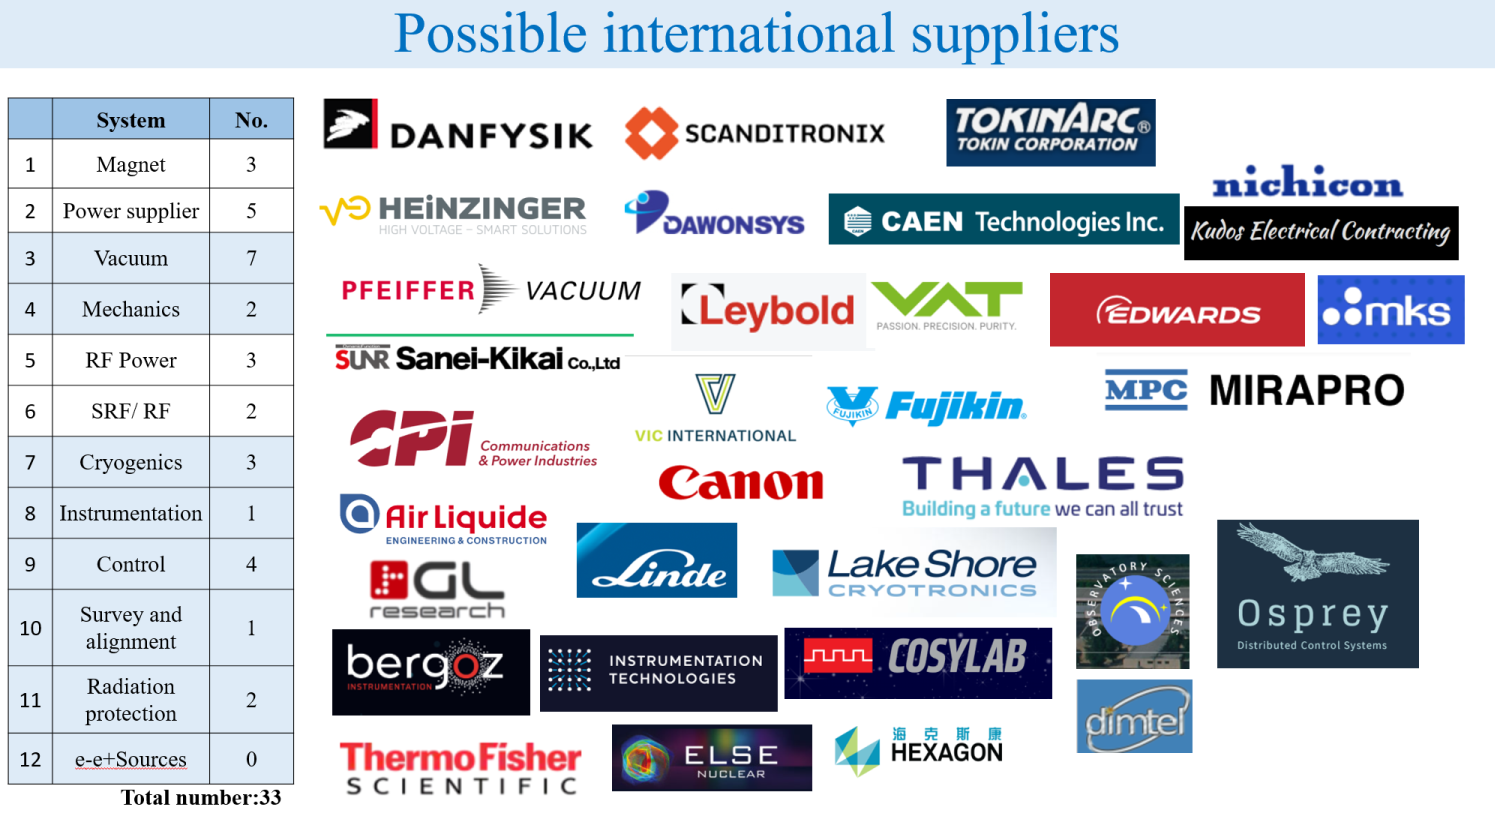 Possible international suppliers
System No.
1 Magnet 3
2 Power supplier 5
3 Vacuum 7
4 Mechanics 2
5 RF Power 3
6 SRF/ RF 2
7 Cryogenics 3
8 Instrumentation 1
9 Control 4
10 Survey and alignment 1
11 Radiation protection 2
12 e-e+Sources 0
Total number:33
DANFYSIK
SCANDITRONIX
TOKINARC®
TOKIN CORPORATION
HEiNZINGER
HIGH VOLTAGE – SMART SOLUTIONS
DAWONSYS
CAEN
CAEN Technologies Inc.
nichicon
Kudos Electrical Contracting
PFEIFFER VACUUM
Leybold
VAT
PASSION. PRECISION. PURITY.
EDWARDS
mks
SUNR Sanei-Kikai Co.,Ltd
VIC INTERNATIONAL
FUJIKIN
Fujikin®
MPC MIRAPRO
CPI Communications
& Power Industries
Canon
THALES
Building a future we can all trust
Air Liquide
ENGINEERING & CONSTRUCTION
Linde
Lake Shore
CRYOTRONICS
GL
research
OBSERVATORY SCIENCES
Osprey
Distributed Control Systems
bergoz
INSTRUMENTATION
INSTRUMENTATION
TECHNOLOGIES
COSYLAB
dimtel
ThermoFisher
SCIENTIFIC
ELSE
NUCLEAR
海克斯康
HEXAGON